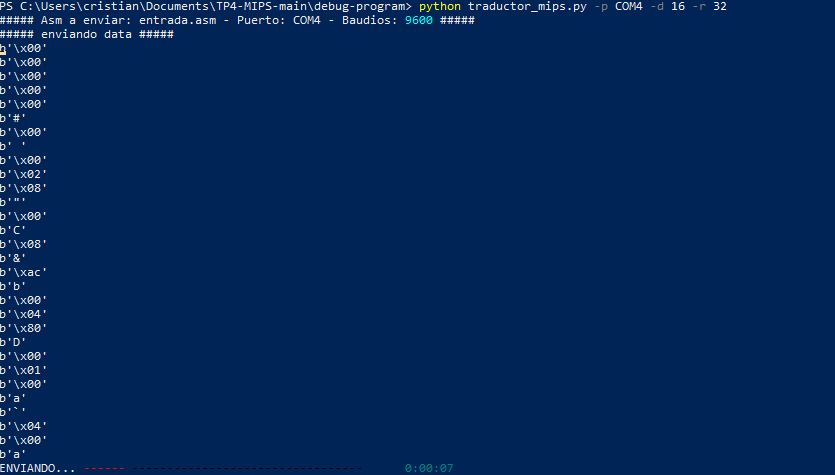 PS C:\Users\cristian\Documents\TP4-MIPS-main\debug-program> python traductor_mips.py -p COM4 -d 16 -r 32
##### Asm a enviar: entrada.asm - Puerto: COM4 - Baudios: 9600 #####
##### enviando data #####
b'\x00'
b'\x00'
b'\x00'
b'\x00'
b'\x00'
b'#'
b'\x00'
b' '
b'\x00'
b'\x02'
b'\x08'
b'"'
b'\x00'
b'C'
b'\x08'
b'&'
b'\xac'
b'b'
b'\x00'
b'\x04'
b'\x80'
b'D'
b'\x00'
b'\x01'
b'\x00'
b'a'
b'`'
b'\x04'
b'\x00'
b'a'
ENVIANDO... ------ --------------------------------- 0:00:07